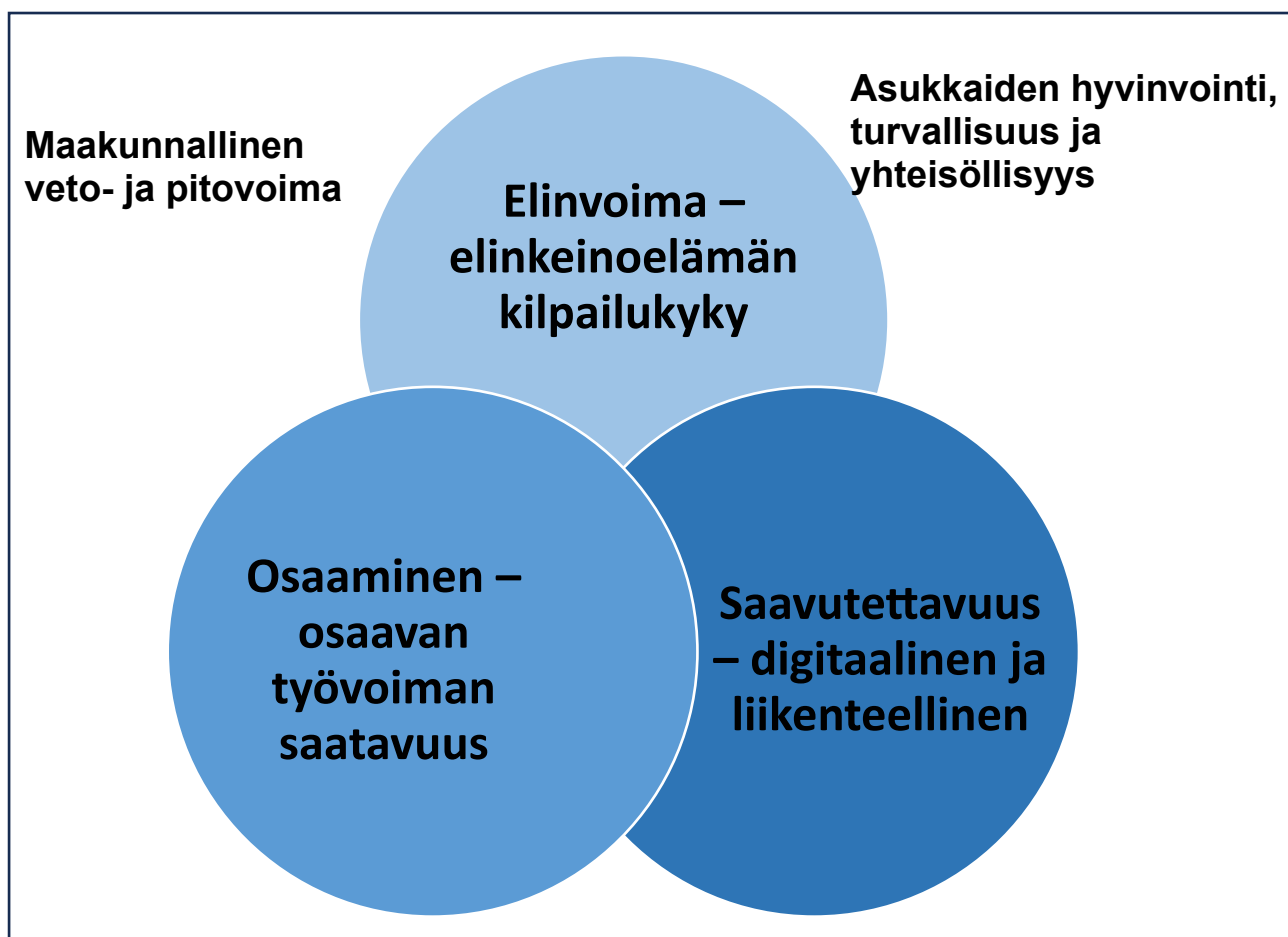 Maakunnallinen
veto- ja pitovoima
Asukkaiden hyvinvointi,
turvallisuus ja
yhteisöllisyys
Elinvoima –
elinkeinoelämän
kilpailukyky
Osaaminen –
osaavan
työvoiman
saatavuus
Saavutettavuus
– digitaalinen ja
liikenteellinen